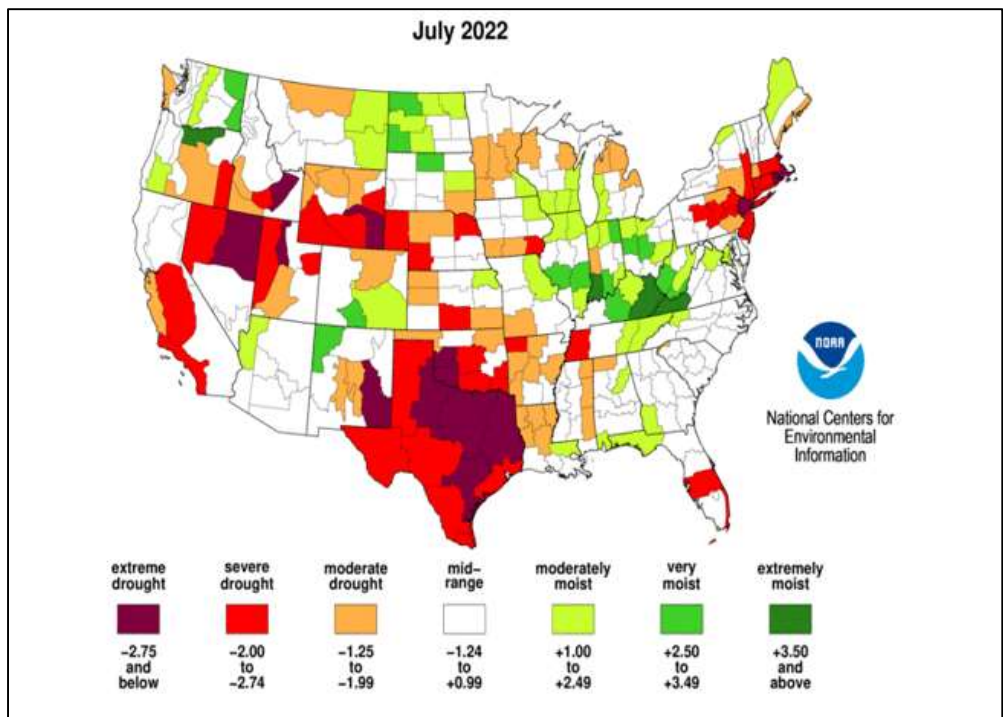 July 2022
NOAA
National Centers for
Environmental
Information
extreme
drought
severe
drought
moderate
drought
mid–
range
moderately
moist
very
moist
extremely
moist
−2.75
and
below
−2.00
to
−2.74
−1.25
to
−1.99
−1.24
to
+0.99
+1.00
to
+2.49
+2.50
to
+3.49
+3.50
and
above